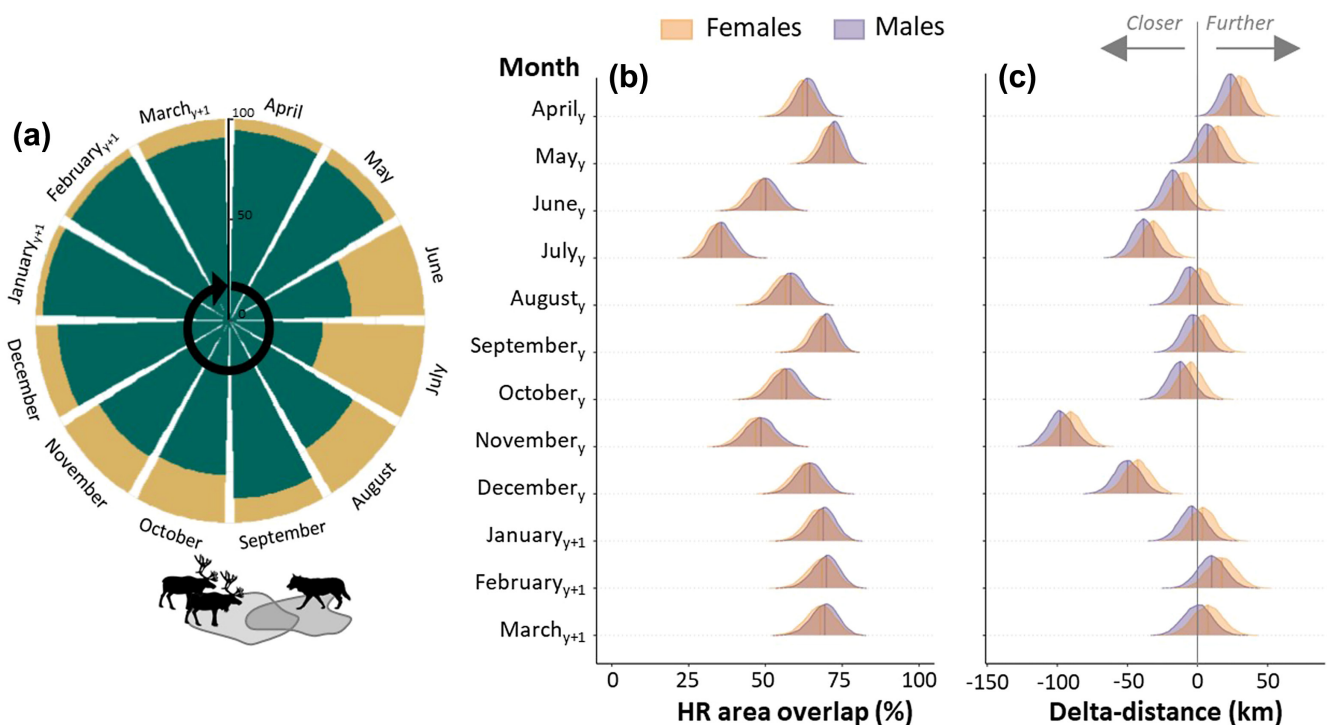 Females
Males
Closer
Further
(a)
100
50
0
April
May
June
July
August
September
October
November
December
January y+1
February y+1
March y+1
Month
(b)
(c)
April y
May y
June y
July y
August y
September y
October y
November y
December y
January y+1
February y+1
March y+1
0 25 50 75 100
HR area overlap (%)
-150 -100 -50 0 50
Delta-distance (km)